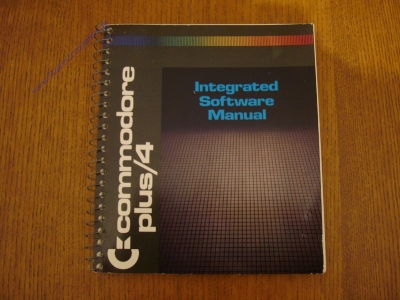 commodore
plus/4
Integrated
Software
Manual